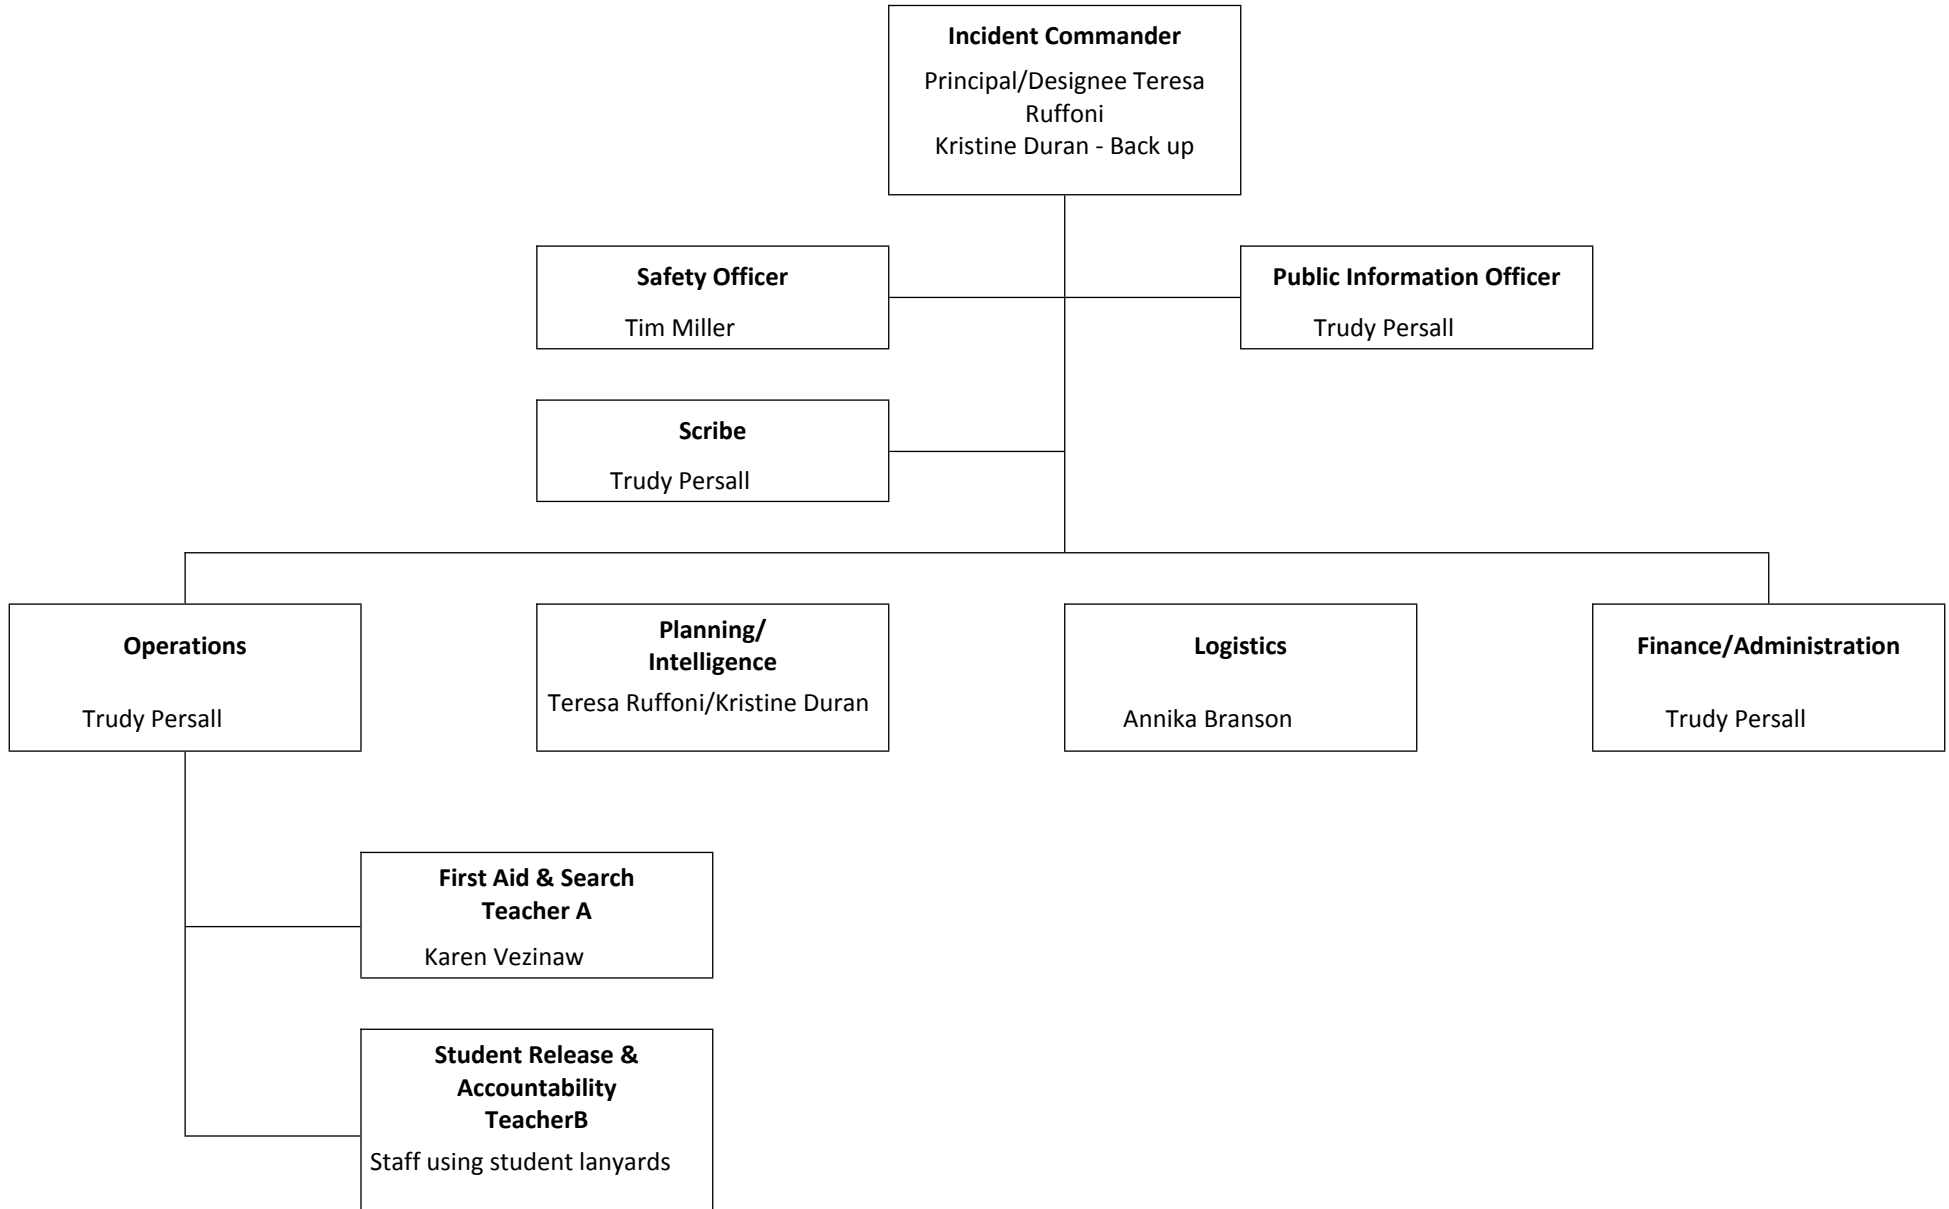 Incident Commander
Principal/Designee Teresa
Ruffoni
Kristine Duran - Back up
Safety Officer
Tim Miller
Public Information Officer
Trudy Persall
Scribe
Trudy Persall
Operations
Trudy Persall
Planning/
Intelligence
Teresa Ruffoni/Kristine Duran
Logistics
Annika Branson
Finance/Administration
Trudy Persall
First Aid & Search
Teacher A
Karen Vezinaw
Student Release &
Accountability
TeacherB
Staff using student lanyards